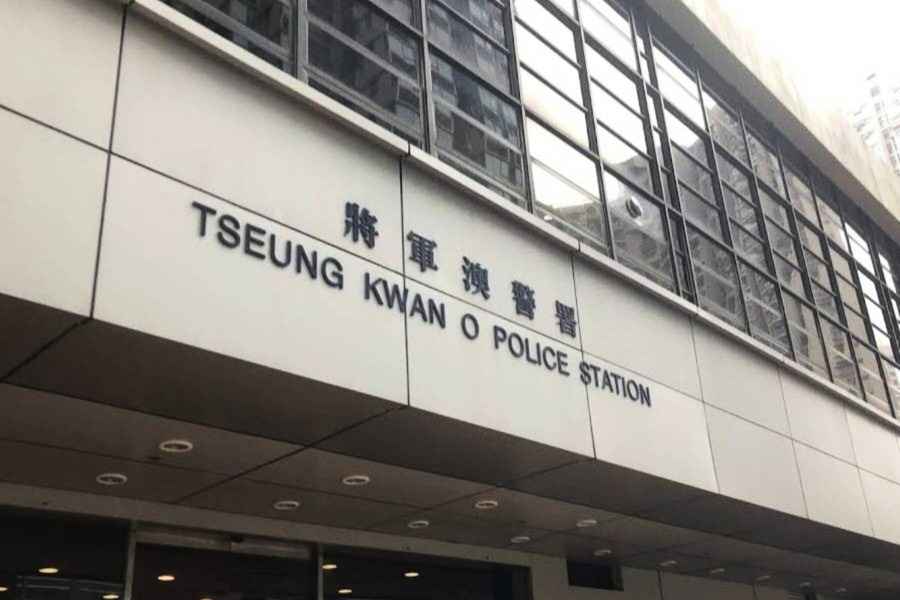 將軍澳警署
TSEUNG KWAN O POLICE STATION